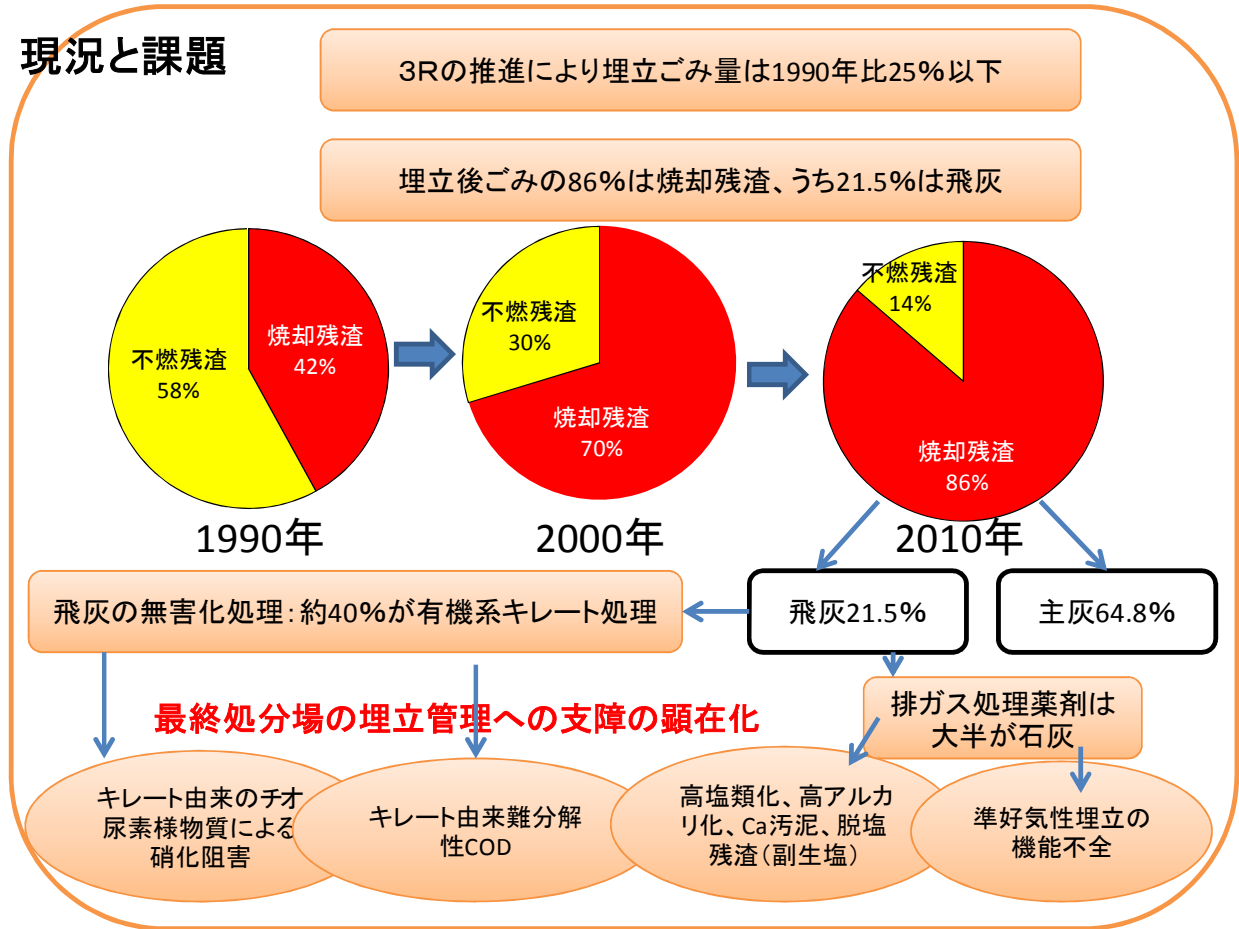 現況と課題
3Rの推進により埋立ごみ量は1990年比25%以下
埋立後ごみの86%は焼却残渣、うち21.5%は飛灰
不燃残渣
58%
焼却残渣
42%
1990年
不燃残渣
30%
焼却残渣
70%
2000年
不燃残渣
14%
焼却残渣
86%
2010年
飛灰の無害化処理:約40%が有機系キレート処理
飛灰21.5%
主灰64.8%
最終処分場の埋立管理への支障の顕在化
排ガス処理薬剤は
大半が石灰
キレート由来のチオ
尿素様物質による
硝化阻害
キレート由来難分解
性COD
高塩類化、高アルカ
リ化、Ca汚泥、脱塩
残渣(副生塩)
準好気性埋立の
機能不全